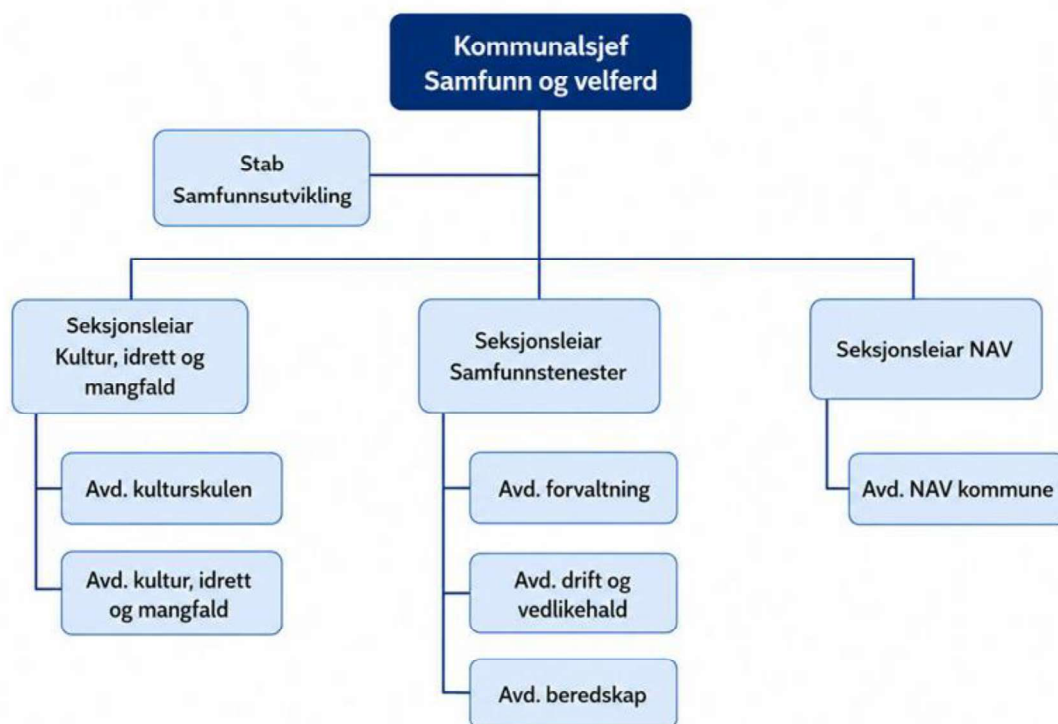 Kommunalsjef
Samfunn og velferd
Stab
Samfunnsutvikling
Seksjonsleiar
Kultur, idrett og
mangfald
Seksjonsleiar
Samfunnstenester
Seksjonsleiar NAV
Avd. kulturskulen
Avd. kultur, idrett
og mangfald
Avd. forvaltning
Avd. drift og
vedlikehald
Avd. beredskap
Avd. NAV kommune